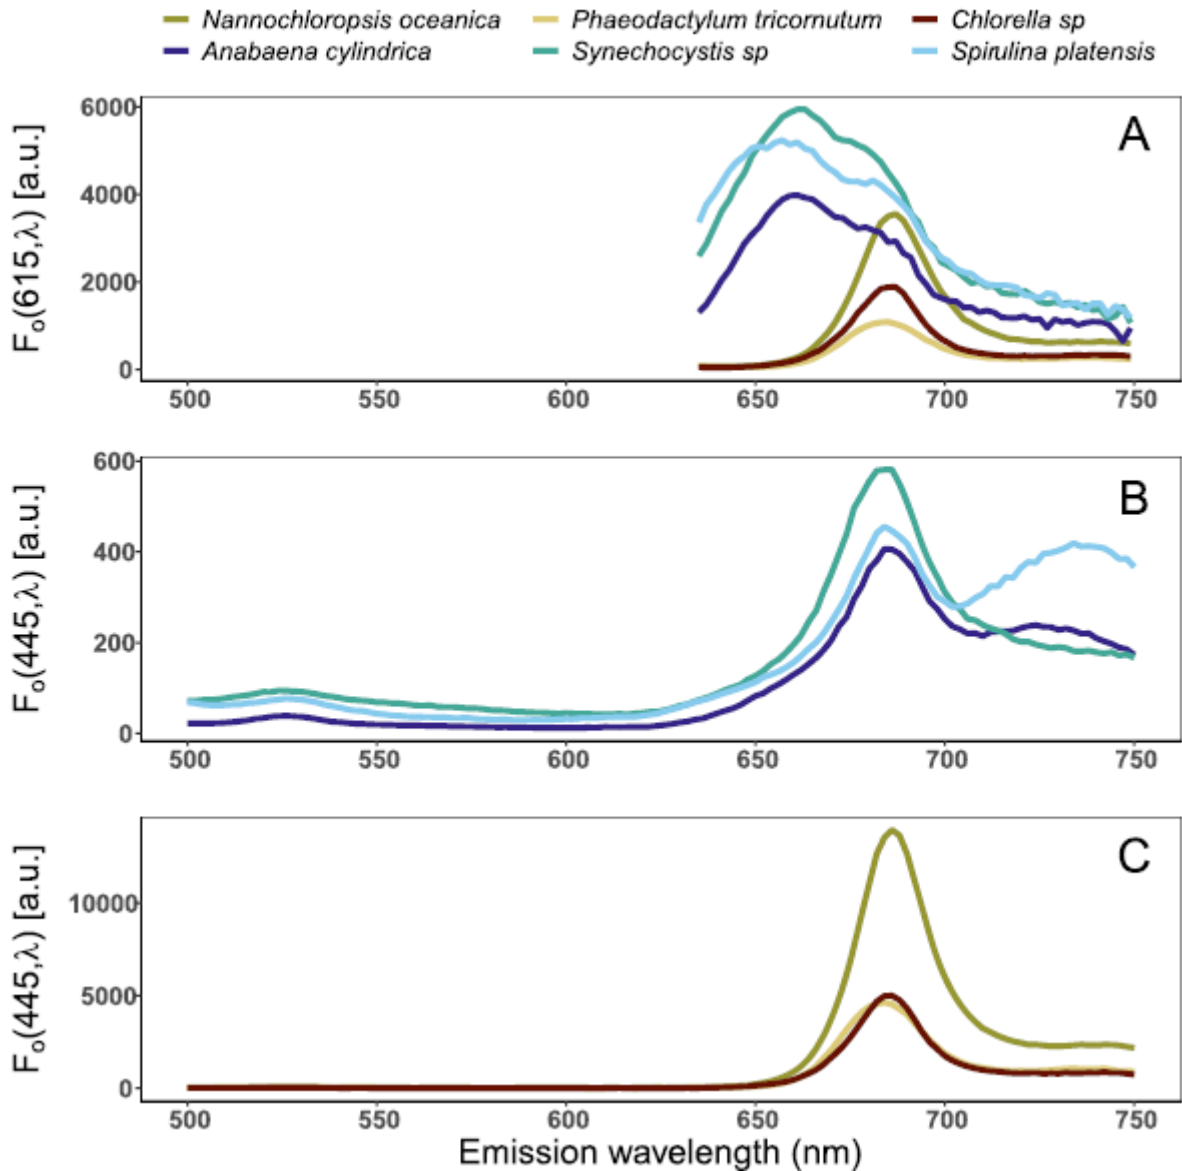 Nannochloropsis oceanica Phaeodactylum tricornutum Chlorella sp
Anabaena cylindrica Synechocystis sp Spirulina platensis
A
Fo(615,λ) [a.u.]
6000
4000
2000
0
500 550 600 650 700 750
B
Fo(445,λ) [a.u.]
600
400
200
0
500 550 600 650 700 750
C
Fo(445,λ) [a.u.]
10000
5000
0
500 550 600 650 700 750
Emission wavelength (nm)